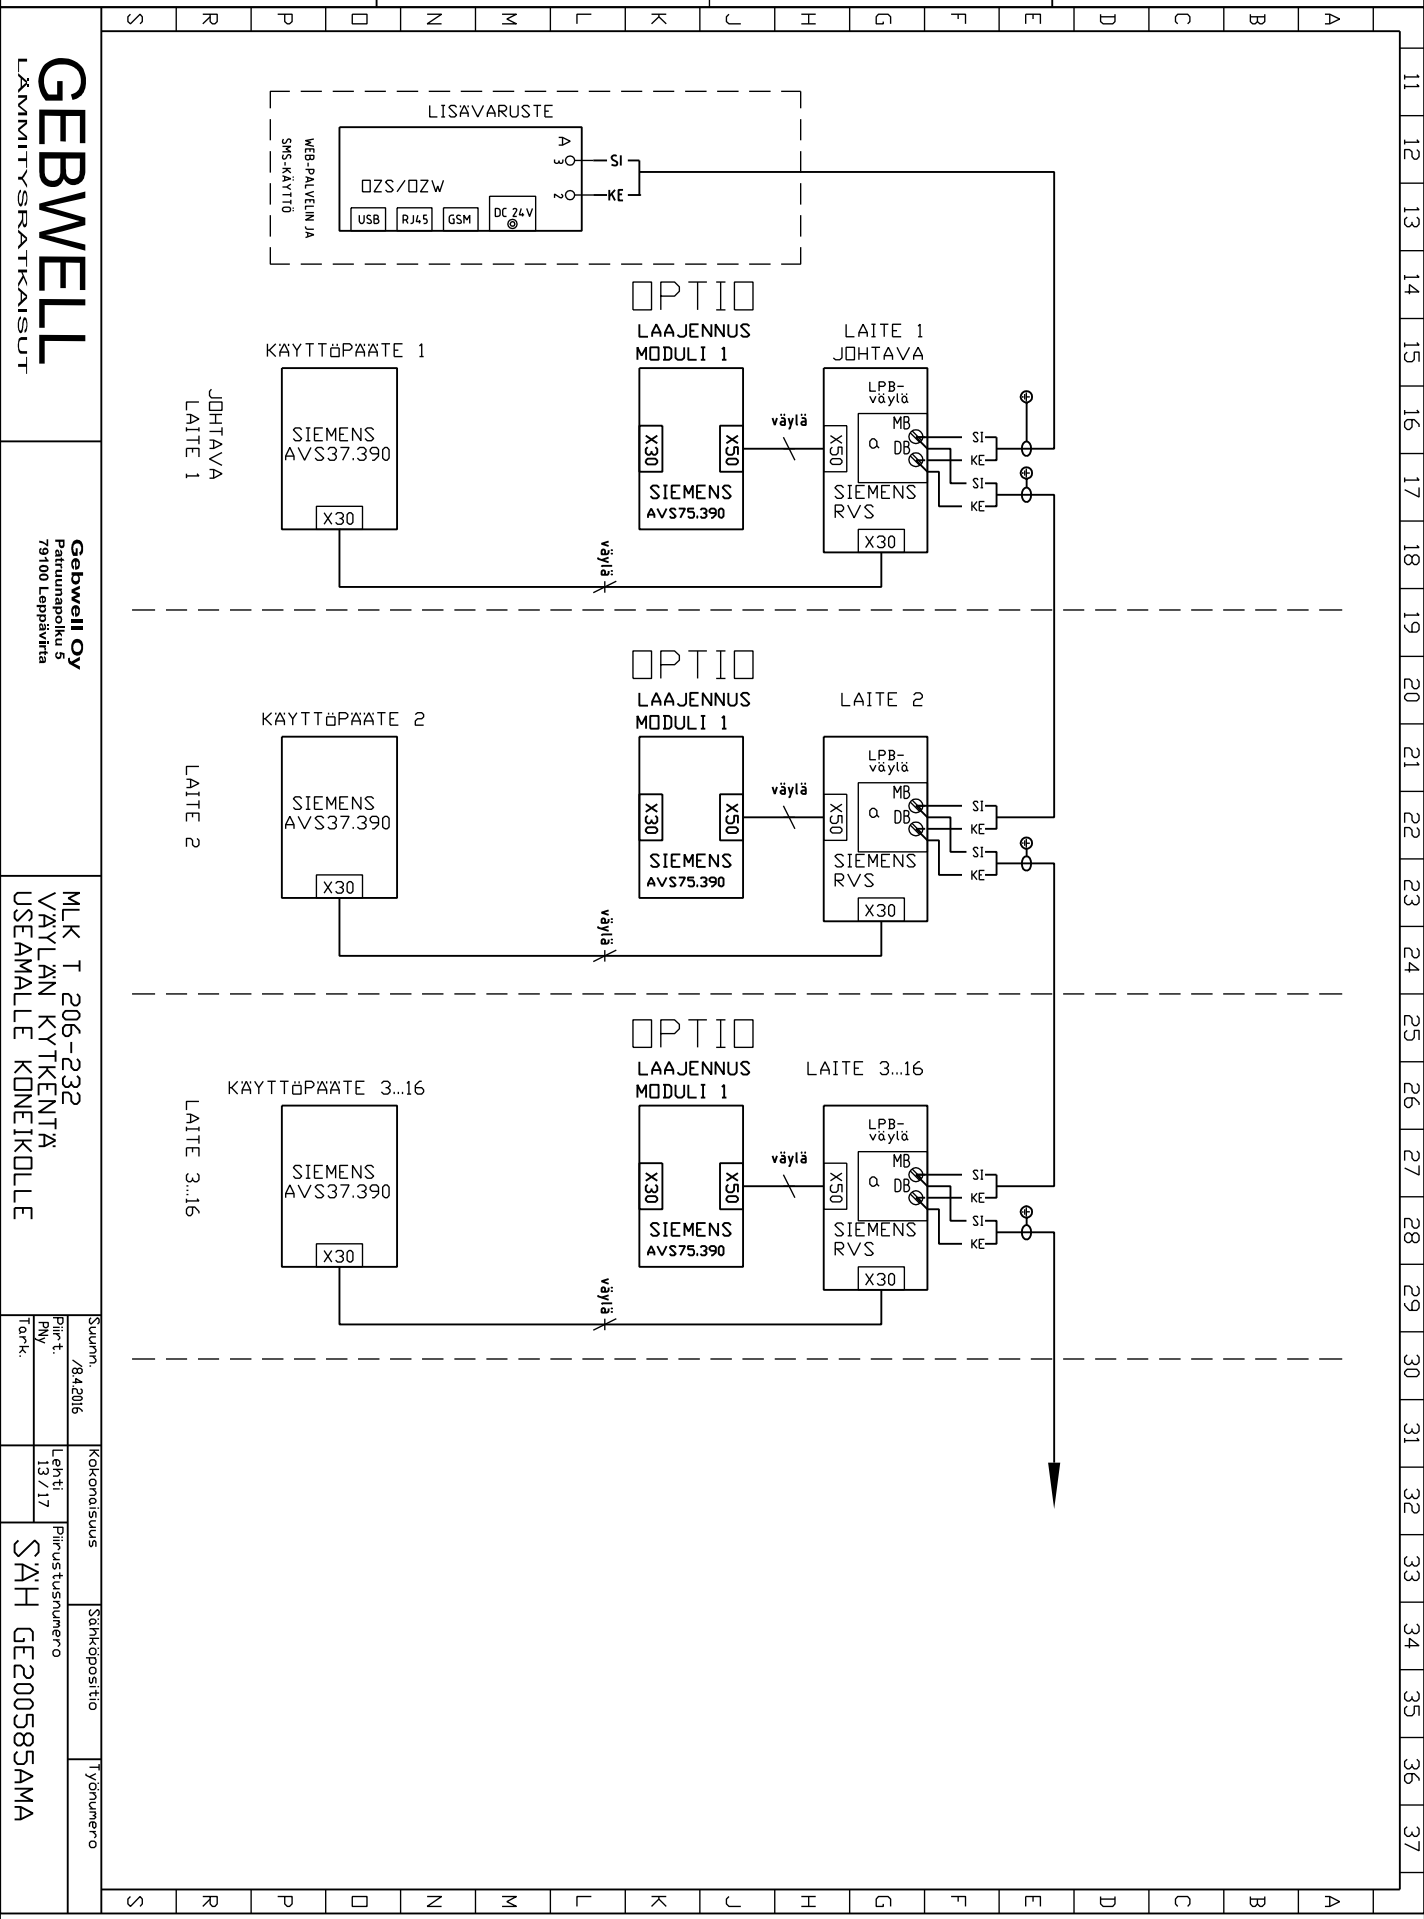 S R P O N M L K J H G F E D C B A
11
12
13
14
15
16
17
18
19
20
21
22
23
24
25
26
27
28
29
30
31
32
33
34
35
36
37
LISÄVARUSTE
WEB-PALVELIN JA
SMS-KÄYTTÖ
OZS/OZW
A
3
2
SI
KE
USB
RJ45
GSM
DC 24V
OPTIO
LAAJENNUS
MODULI 1
LAITE 1
JOHTAVA
KÄYTTÖPÄÄTE 1
JOHTAVA
LAITE 1
SIEMENS
AVS37.390
X30
X30
X50
SIEMENS
AVS75.390
väylä
LPB-
väylä
MB
a
DB
X50
SIEMENS
RVS
X30
SI
KE
SI
KE
väylä
OPTIO
LAAJENNUS
MODULI 1
LAITE 2
KÄYTTÖPÄÄTE 2
LAITE 2
SIEMENS
AVS37.390
X30
X30
X50
SIEMENS
AVS75.390
väylä
LPB-
väylä
MB
a
DB
X50
SIEMENS
RVS
X30
SI
KE
SI
KE
väylä
OPTIO
LAAJENNUS
MODULI 1
LAITE 3...16
KÄYTTÖPÄÄTE 3...16
LAITE 3...16
SIEMENS
AVS37.390
X30
X30
X50
SIEMENS
AVS75.390
väylä
LPB-
väylä
MB
a
DB
X50
SIEMENS
RVS
X30
SI
KE
SI
KE
väylä
S R P O N M L K J H G F E D C B A
GEBWELL
LÄMMITYSRATKAISUT
Gebwell Oy
Patruunapolku 5
79100 Leppävirta
MLK T 206-232
VÄYLÄN KYTKENTÄ
USEAMALLE KONEIKOLLE
Suunn.
/8.4.2016
Piirt.
PNy
Tark.
Kokonaisuus
Lehti
13/17
Sähköpositio
Työnumero
Piirustusnumero
SÄH GE200585AMA